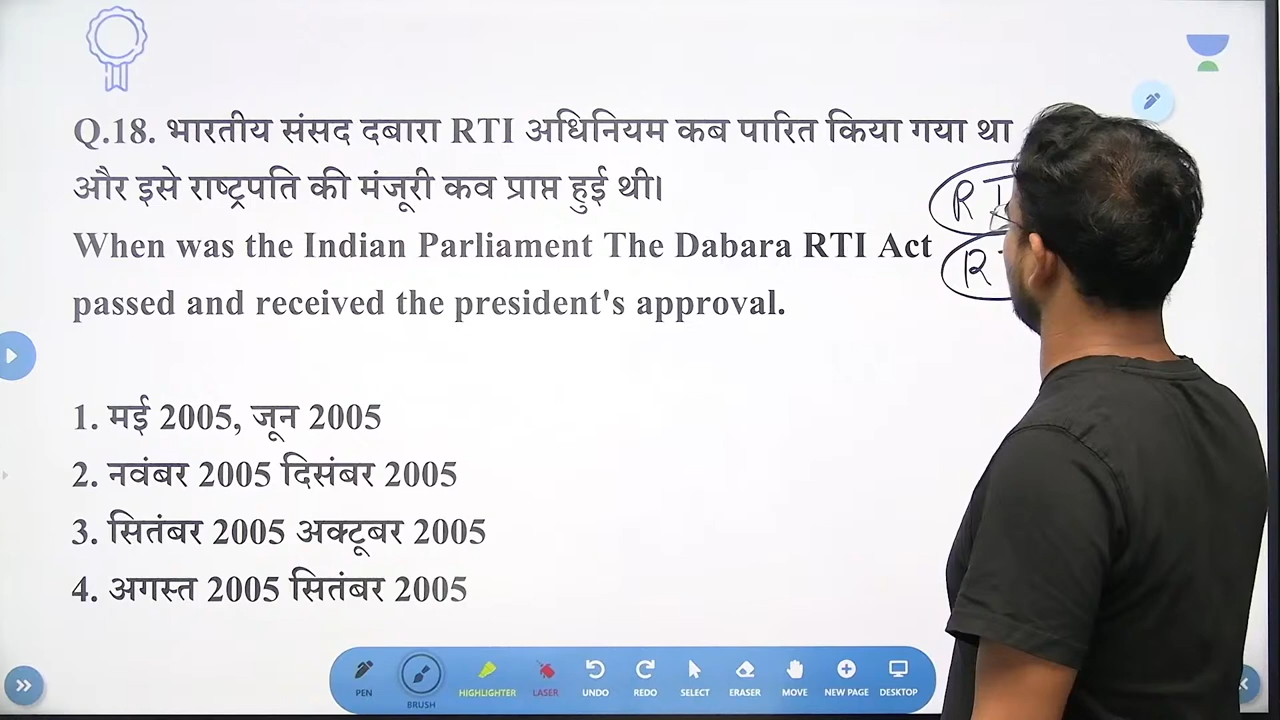 Q.18. भारतीय संसद दबारा RTI अधिनियम कब पारित किया गया था
और इसे राष्ट्रपति की मंजूरी कव प्राप्त हुई थी।
When was the Indian Parliament The Dabara RTI Act
passed and received the president's approval.
1. मई 2005, जून 2005
2. नवंबर 2005 दिसंबर 2005
3. सितंबर 2005 अक्टूबर 2005
4. अगस्त 2005 सितंबर 2005
PEN
BRUSH
HIGHLIGHTER
LASER
UNDO
REDO
SELECT
ERASER
MOVE
NEW PAGE
DESKTOP